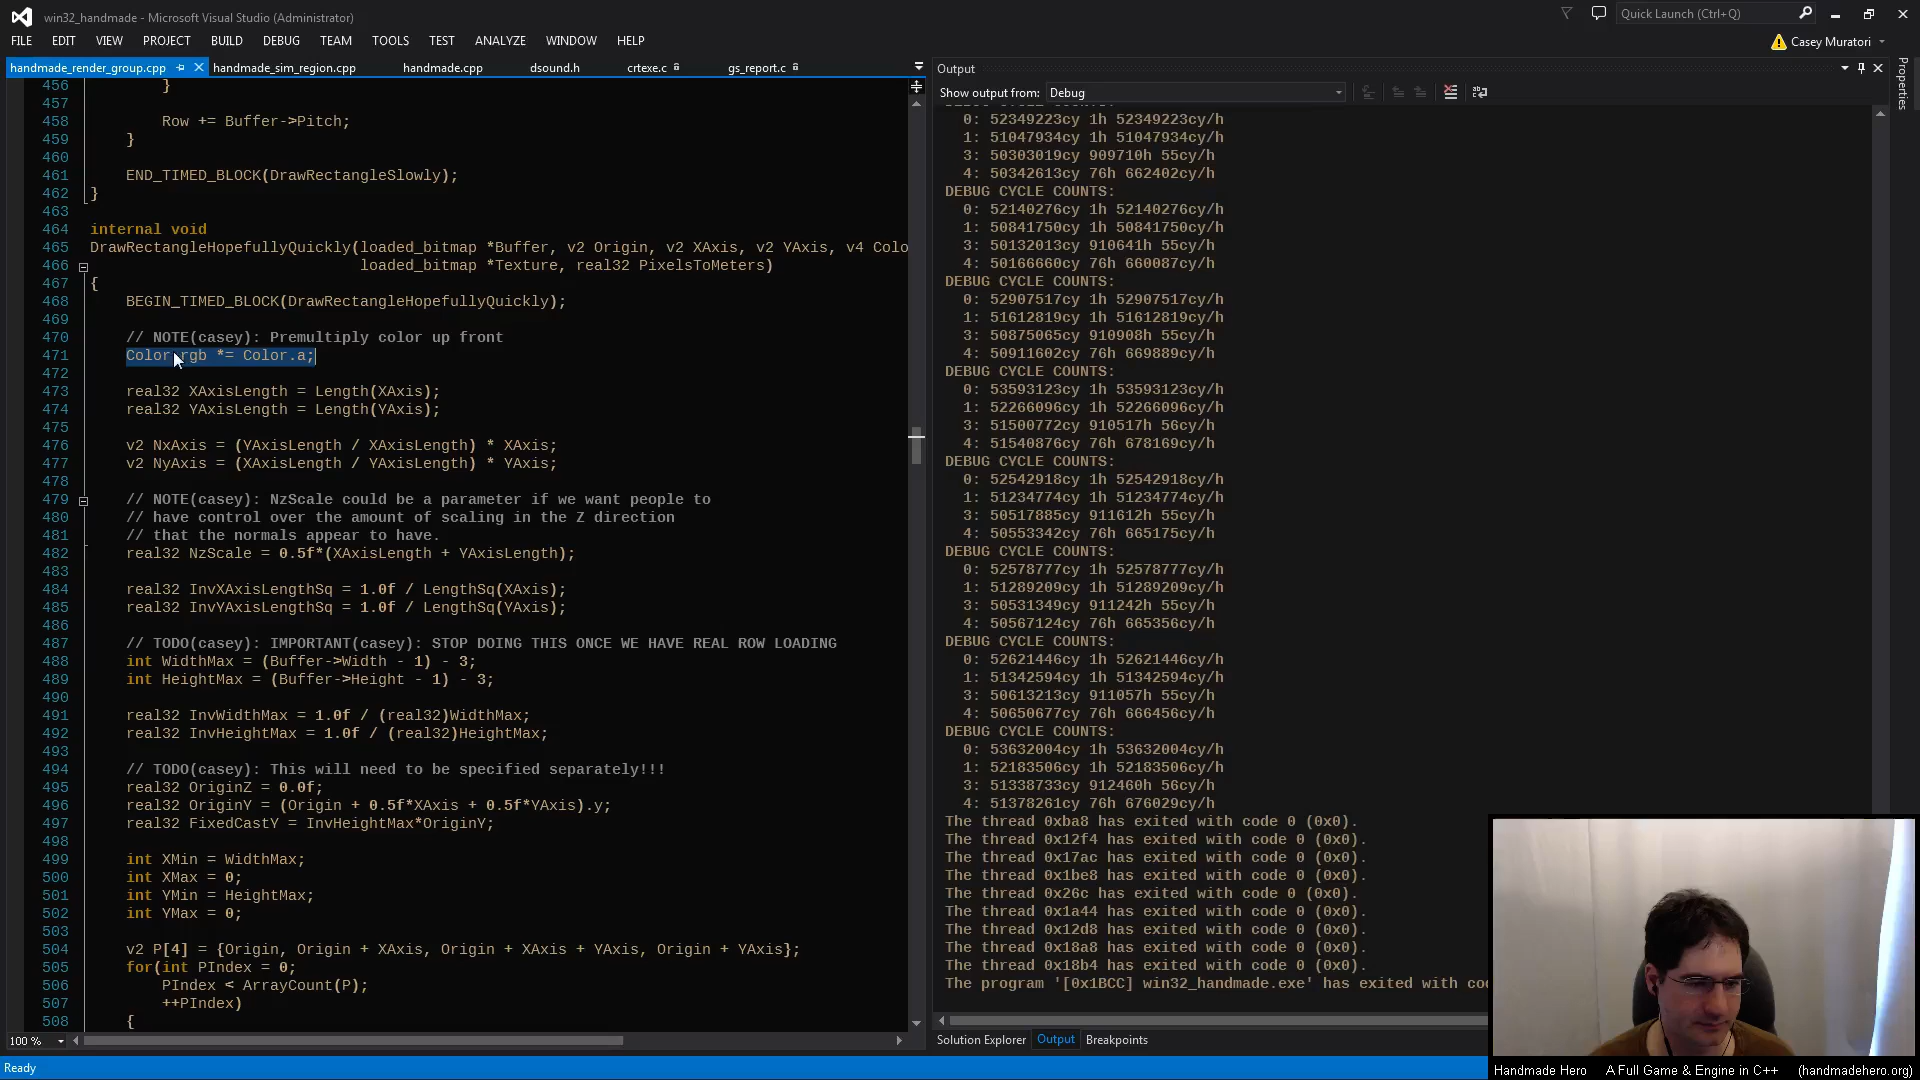 win32_handmade - Microsoft Visual Studio (Administrator)
Quick Launch (Ctrl+Q)
FILE EDIT VIEW PROJECT BUILD DEBUG TEAM TOOLS TEST ANALYZE WINDOW HELP
Casey Muratori
handmade_render_group.cpp handmade_sim_region.cpp handmade.cpp dsound.h crtexe.c gs_report.c
456 }
457
458 Row += Buffer->Pitch;
459 }
460
461 END_TIMED_BLOCK(DrawRectangleSlowly);
462 }
463
464 internal void
465 DrawRectangleHopefullyQuickly(loaded_bitmap *Buffer, v2 Origin, v2 XAxis, v2 YAxis, v4 Colo
466 loaded_bitmap *Texture, real32 PixelsToMeters)
467 {
468 BEGIN_TIMED_BLOCK(DrawRectangleHopefullyQuickly);
469
470 // NOTE(casey): Premultiply color up front
471 Color.rgb *= Color.a;
472
473 real32 XAxisLength = Length(XAxis);
474 real32 YAxisLength = Length(YAxis);
475
476 v2 NxAxis = (YAxisLength / XAxisLength) * XAxis;
477 v2 NyAxis = (XAxisLength / YAxisLength) * YAxis;
478
479 // NOTE(casey): NzScale could be a parameter if we want people to
480 // have control over the amount of scaling in the Z direction
481 // that the normals appear to have.
482 real32 NzScale = 0.5f*(XAxisLength + YAxisLength);
483
484 real32 InvXAxisLengthSq = 1.0f / LengthSq(XAxis);
485 real32 InvYAxisLengthSq = 1.0f / LengthSq(YAxis);
486
487 // TODO(casey): IMPORTANT(casey): STOP DOING THIS ONCE WE HAVE REAL ROW LOADING
488 int WidthMax = (Buffer->Width - 1) - 3;
489 int HeightMax = (Buffer->Height - 1) - 3;
490
491 real32 InvWidthMax = 1.0f / (real32)WidthMax;
492 real32 InvHeightMax = 1.0f / (real32)HeightMax;
493
494 // TODO(casey): This will need to be specified separately!!!
495 real32 OriginZ = 0.0f;
496 real32 OriginY = (Origin + 0.5f*XAxis + 0.5f*YAxis).y;
497 real32 FixedCastY = InvHeightMax*OriginY;
498
499 int XMin = WidthMax;
500 int XMax = 0;
501 int YMin = HeightMax;
502 int YMax = 0;
503
504 v2 P[4] = {Origin, Origin + XAxis, Origin + XAxis + YAxis, Origin + YAxis};
505 for(int PIndex = 0;
506 PIndex < ArrayCount(P);
507 ++PIndex)
508 {
100 %
Ready
Output
Show output from: Debug
0: 52349223cy 1h 52349223cy/h
1: 51047934cy 1h 51047934cy/h
3: 50303019cy 909710h 55cy/h
4: 50342613cy 76h 662402cy/h
DEBUG CYCLE COUNTS:
0: 52140276cy 1h 52140276cy/h
1: 50841750cy 1h 50841750cy/h
3: 50132013cy 910641h 55cy/h
4: 50166660cy 76h 660087cy/h
DEBUG CYCLE COUNTS:
0: 52907517cy 1h 52907517cy/h
1: 51612819cy 1h 51612819cy/h
3: 50875065cy 910908h 55cy/h
4: 50911602cy 76h 669889cy/h
DEBUG CYCLE COUNTS:
0: 53593123cy 1h 53593123cy/h
1: 52266096cy 1h 52266096cy/h
3: 51500772cy 910517h 56cy/h
4: 51540876cy 76h 678169cy/h
DEBUG CYCLE COUNTS:
0: 52542918cy 1h 52542918cy/h
1: 51234774cy 1h 51234774cy/h
3: 50517885cy 911612h 55cy/h
4: 50553342cy 76h 665175cy/h
DEBUG CYCLE COUNTS:
0: 52578777cy 1h 52578777cy/h
1: 51289209cy 1h 51289209cy/h
3: 50531349cy 911242h 55cy/h
4: 50567124cy 76h 665356cy/h
DEBUG CYCLE COUNTS:
0: 52621446cy 1h 52621446cy/h
1: 51342594cy 1h 51342594cy/h
3: 50613213cy 911057h 55cy/h
4: 50650677cy 76h 666456cy/h
DEBUG CYCLE COUNTS:
0: 53632004cy 1h 53632004cy/h
1: 52183506cy 1h 52183506cy/h
3: 51338733cy 912460h 56cy/h
4: 51378261cy 76h 676029cy/h
The thread 0xba8 has exited with code 0 (0x0).
The thread 0x12f4 has exited with code 0 (0x0).
The thread 0x17ac has exited with code 0 (0x0).
The thread 0x1be8 has exited with code 0 (0x0).
The thread 0x26c has exited with code 0 (0x0).
The thread 0x1a44 has exited with code 0 (0x0).
The thread 0x12d8 has exited with code 0 (0x0).
The thread 0x18a8 has exited with code 0 (0x0).
The thread 0x18b4 has exited with code 0 (0x0).
The program '[0x1BCC] win32_handmade.exe' has exited with co
Solution Explorer Output Breakpoints
Properties
Handmade Hero A Full Game & Engine in C++ (handmadehero.org)